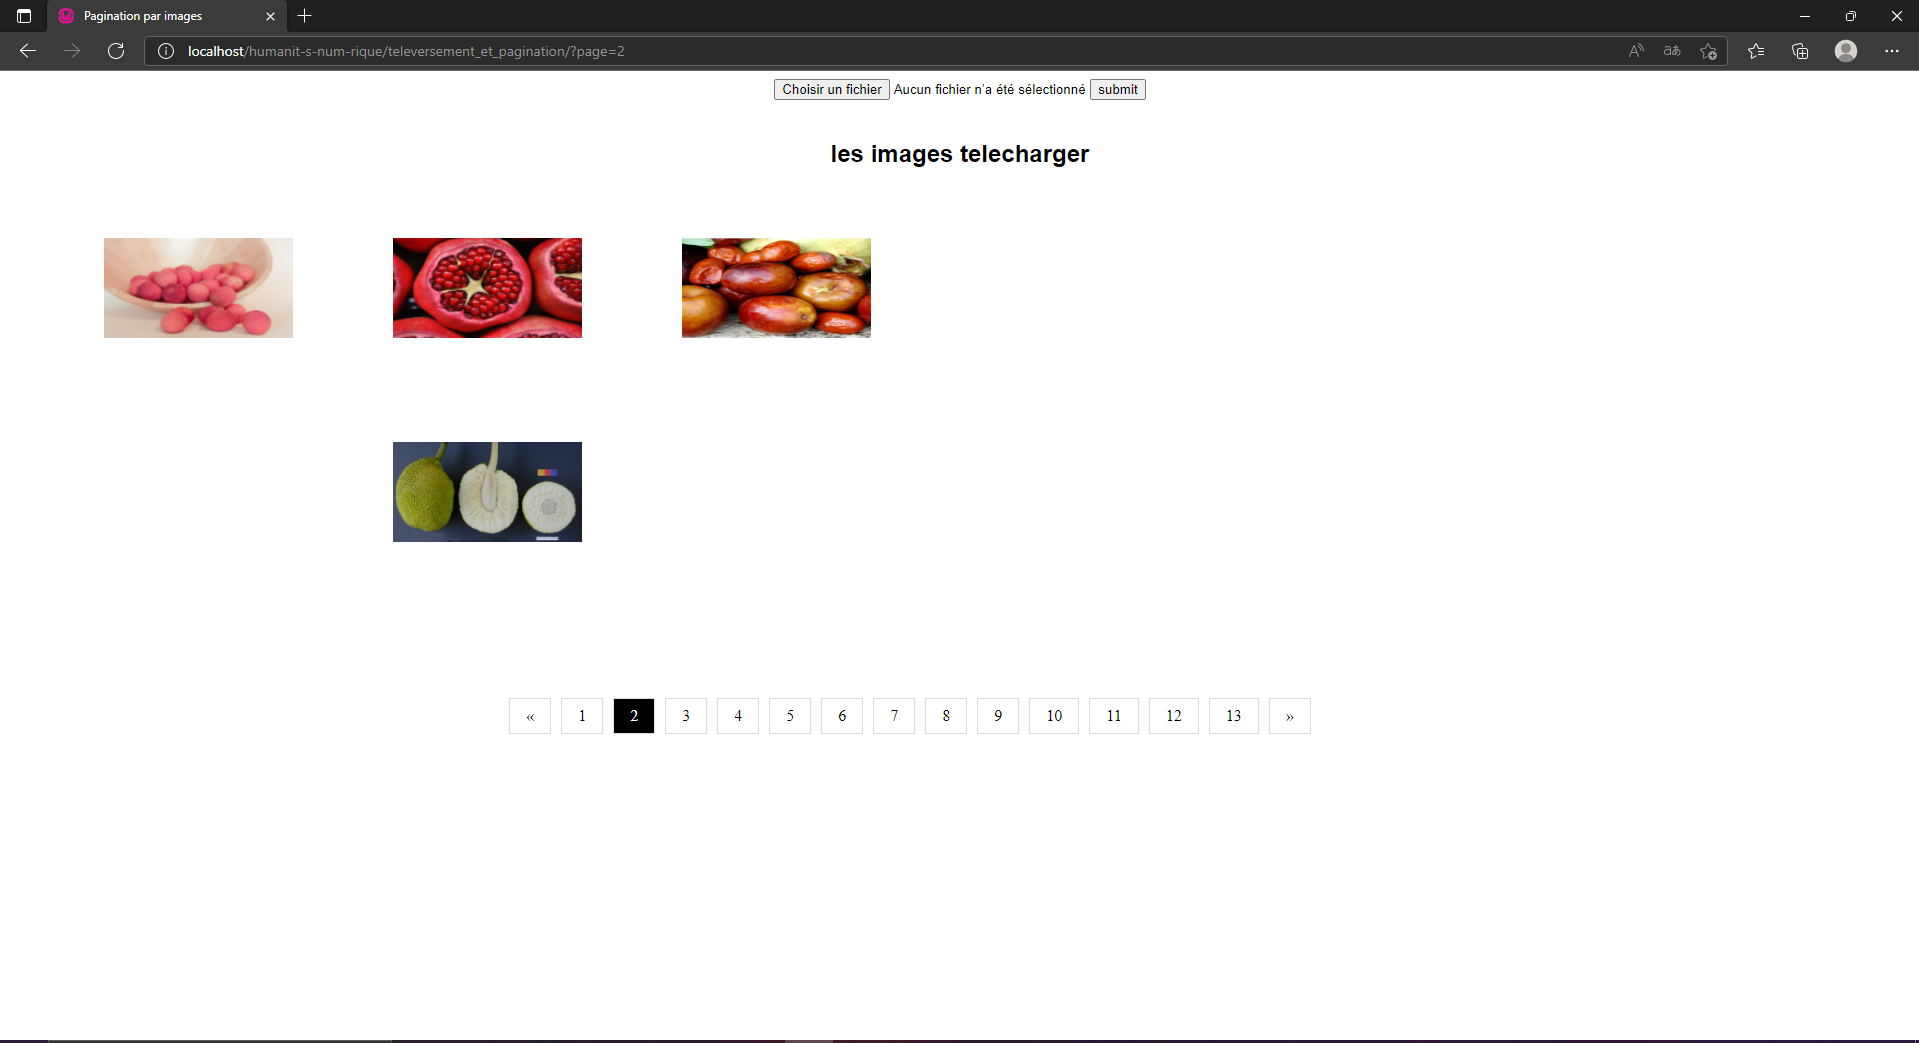 Pagination par images
localhost/humanit-s-num-rique/televersement_et_pagination/?page=2
Choisir un fichier Aucun fichier n'a été sélectionné submit
les images telecharger
« 1 2 3 4 5 6 7 8 9 10 11 12 13 »